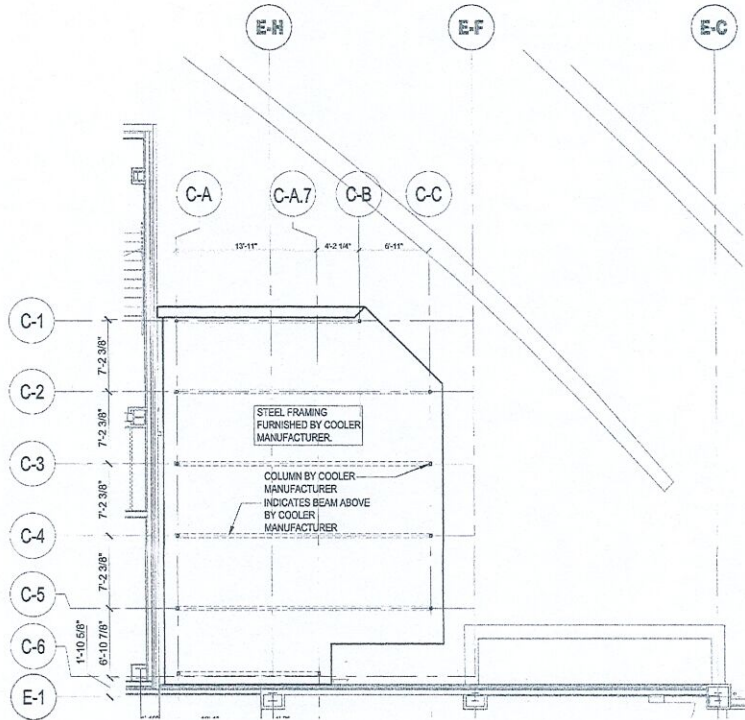 E-H
E-F
E-C
C-A
C-A.7
C-B
C-C
13'-11"
4'-2 1/4"
6'-11"
C-1
7'-2 3/8"
C-2
7'-2 3/8"
STEEL FRAMING
FURNISHED BY COOLER
MANUFACTURER.
C-3
COLUMN BY COOLER
MANUFACTURER
7'-2 3/8"
INDICATES BEAM ABOVE
BY COOLER
MANUFACTURER
C-4
7'-2 3/8"
C-5
6'-10 7/8"
1'-10 5/8"
C-6
E-1